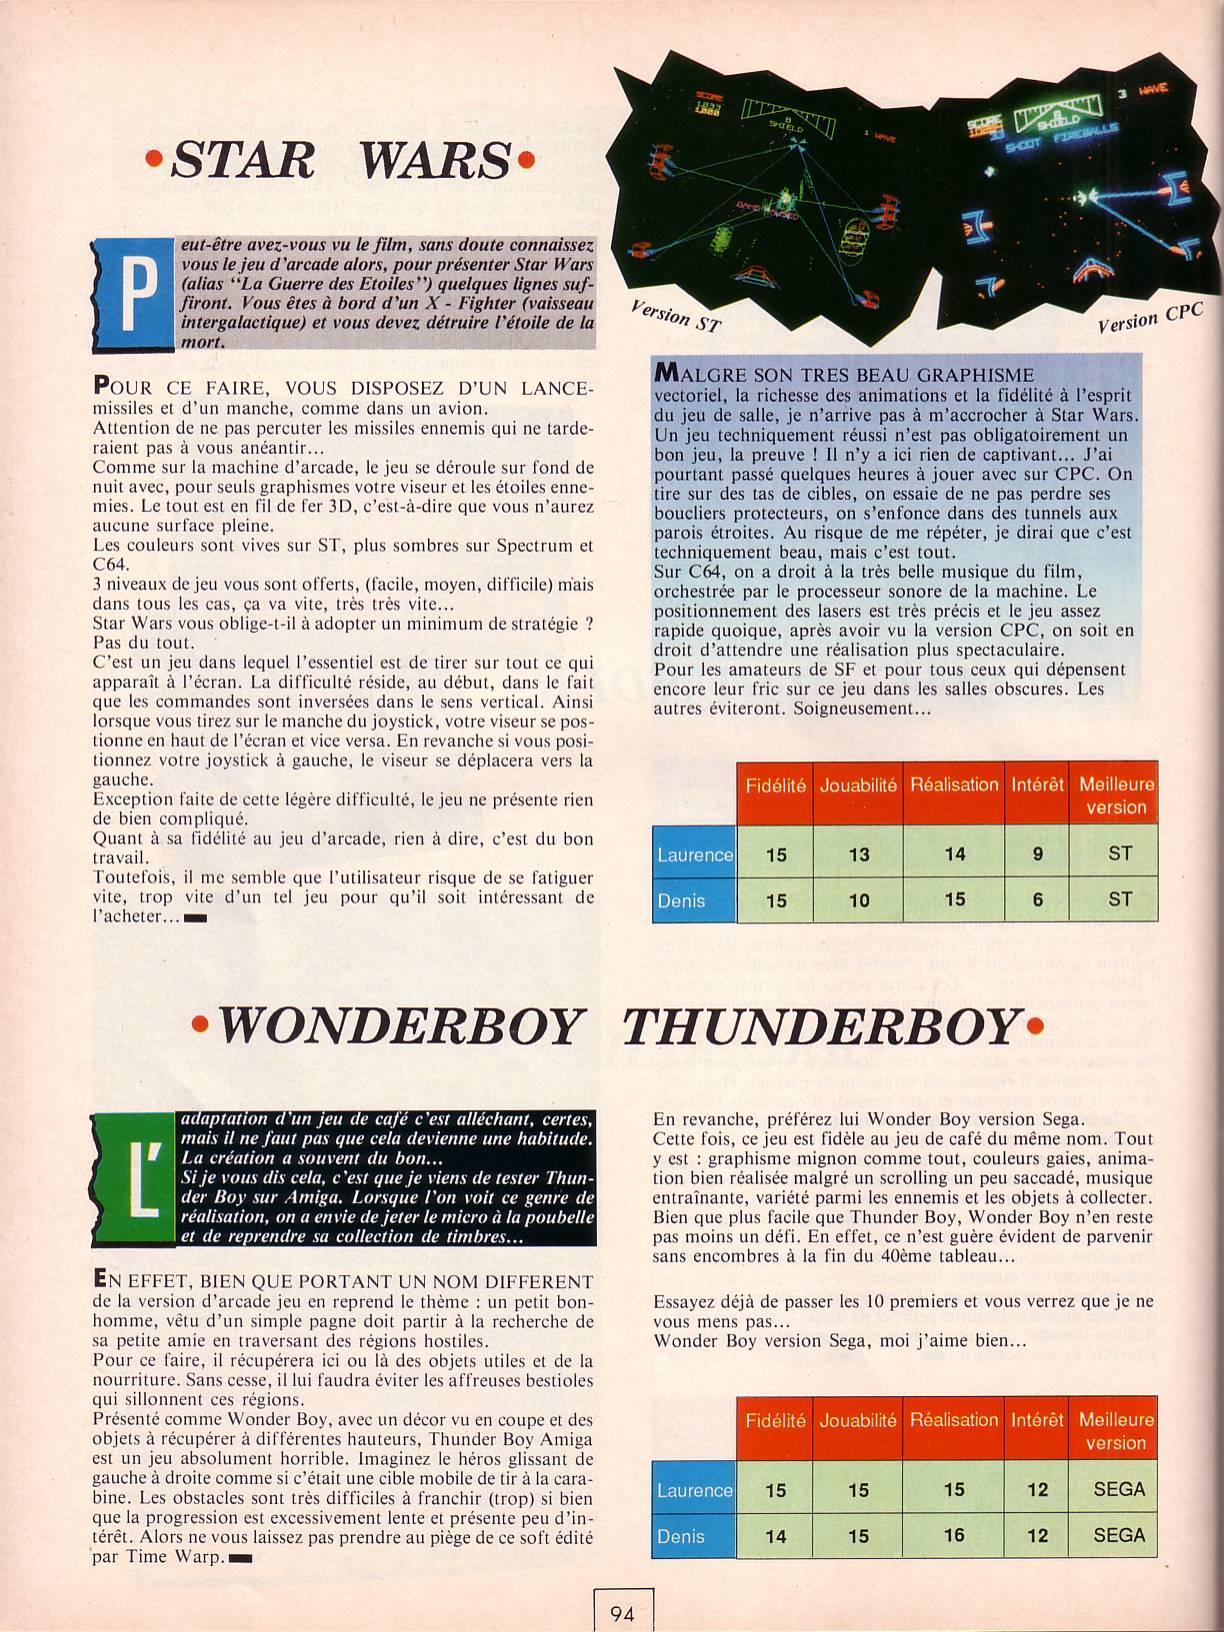 •STAR WARS•
Peut-être avez-vous vu le film, sans doute connaissez
vous le jeu d'arcade alors, pour présenter Star Wars
(alias "La Guerre des Etoiles") quelques lignes suf-
firont. Vous êtes à bord d'un X - Fighter (vaisseau
intergalactique) et vous devez détruire l'étoile de la
mort.
POUR CE FAIRE, VOUS DISPOSEZ D'UN LANCE-
missiles et d'un manche, comme dans un avion.
Attention de ne pas percuter les missiles ennemis qui ne tarde-
raient pas à vous anéantir...
Comme sur la machine d'arcade, le jeu se déroule sur fond de
nuit avec, pour seuls graphismes votre viseur et les étoiles enne-
mies. Le tout est en fil de fer 3D, c'est-à-dire que vous n'aurez
aucune surface pleine.
Les couleurs sont vives sur ST, plus sombres sur Spectrum et
C64.
3 niveaux de jeu vous sont offerts, (facile, moyen, difficile) mais
dans tous les cas, ça va vite, très très vite...
Star Wars vous oblige-t-il à adopter un minimum de stratégie ?
Pas du tout.
C'est un jeu dans lequel l'essentiel est de tirer sur tout ce qui
apparaît à l'écran. La difficulté réside, au début, dans le fait
que les commandes sont inversées dans le sens vertical. Ainsi
lorsque vous tirez sur le manche du joystick, votre viseur se pos-
tionne en haut de l'écran et vice versa. En revanche si vous posi-
tionnez votre joystick à gauche, le viseur se déplacera vers la
gauche.
Exception faite de cette légère difficulté, le jeu ne présente rien
de bien compliqué.
Quant à sa fidélité au jeu d'arcade, rien à dire, c'est du bon
travail.
Toutefois, il me semble que l'utilisateur risque de se fatiguer
vite, trop vite d'un tel jeu pour qu'il soit intéressant de
l'acheter...
SCORE
1,000
8
SHIELD
1 WAVE
SCORE
8
SHIELD
SHOOT FIREBALLS
3 WAVE
Version ST
Version CPC
MALGRE SON TRES BEAU GRAPHISME
vectoriel, la richesse des animations et la fidélité à l'esprit
du jeu de salle, je n'arrive pas à m'accrocher à Star Wars.
Un jeu techniquement réussi n'est pas obligatoirement un
bon jeu, la preuve ! Il n'y a ici rien de captivant... J'ai
pourtant passé quelques heures à jouer avec sur CPC. On
tire sur des tas de cibles, on essaie de ne pas perdre ses
boucliers protecteurs, on s'enfonce dans des tunnels aux
parois étroites. Au risque de me répéter, je dirai que c'est
techniquement beau, mais c'est tout.
Sur C64, on a droit à la très belle musique du film,
orchestrée par le processeur sonore de la machine. Le
positionnement des lasers est très précis et le jeu assez
rapide quoique, après avoir vu la version CPC, on soit en
droit d'attendre une réalisation plus spectaculaire.
Pour les amateurs de SF et pour tous ceux qui dépensent
encore leur fric sur ce jeu dans les salles obscures. Les
autres éviteront. Soigneusement...
Fidélité Jouabilité Réalisation Intérêt Meilleure version
Laurence 15 13 14 9 ST
Denis 15 10 15 6 ST
•WONDERBOY THUNDERBOY•
L'adaptation d'un jeu de café c'est alléchant, certes,
mais il ne faut pas que cela devienne une habitude.
La création a souvent du bon...
Si je vous dis cela, c'est que je viens de tester Thun-
der Boy sur Amiga. Lorsque l'on voit ce genre de
réalisation, on a envie de jeter le micro à la poubelle
et de reprendre sa collection de timbres...
EN EFFET, BIEN QUE PORTANT UN NOM DIFFERENT
de la version d'arcade jeu en reprend le thème : un petit bon-
homme, vêtu d'un simple pagne doit partir à la recherche de
sa petite amie en traversant des régions hostiles.
Pour ce faire, il récupérera ici ou là des objets utiles et de la
nourriture. Sans cesse, il lui faudra éviter les affreuses bestioles
qui sillonnent ces régions.
Présenté comme Wonder Boy, avec un décor vu en coupe et des
objets à récupérer à différentes hauteurs, Thunder Boy Amiga
est un jeu absolument horrible. Imaginez le héros glissant de
gauche à droite comme si c'était une cible mobile de tir à la cara-
bine. Les obstacles sont très difficiles à franchir (trop) si bien
que la progression est excessivement lente et présente peu d'in-
térêt. Alors ne vous laissez pas prendre au piège de ce soft édité
par Time Warp.
En revanche, préférez lui Wonder Boy version Sega.
Cette fois, ce jeu est fidèle au jeu de café du même nom. Tout
y est : graphisme mignon comme tout, couleurs gaies, anima-
tion bien réalisée malgré un scrolling un peu saccadé, musique
entraînante, variété parmi les ennemis et les objets à collecter.
Bien que plus facile que Thunder Boy, Wonder Boy n'en reste
pas moins un défi. En effet, ce n'est guère évident de parvenir
sans encombres à la fin du 40ème tableau...
Essayez déjà de passer les 10 premiers et vous verrez que je ne
vous mens pas...
Wonder Boy version Sega, moi j'aime bien...
Fidélité Jouabilité Réalisation Intérêt Meilleure version
Laurence 15 15 15 12 SEGA
Denis 14 15 16 12 SEGA
94